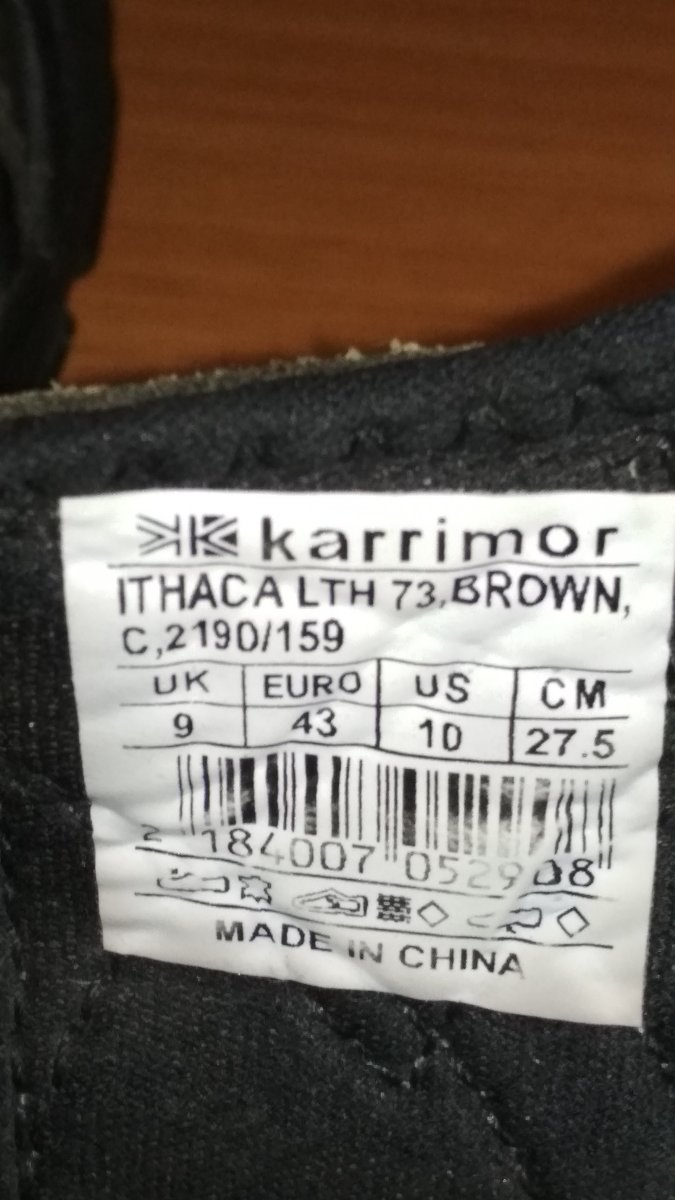 karrimor
ITHACA LTH 73,BROWN,
C,2190/159
UK EURO US CM
9 43 10 27.5
2 184007 052908
MADE IN CHINA